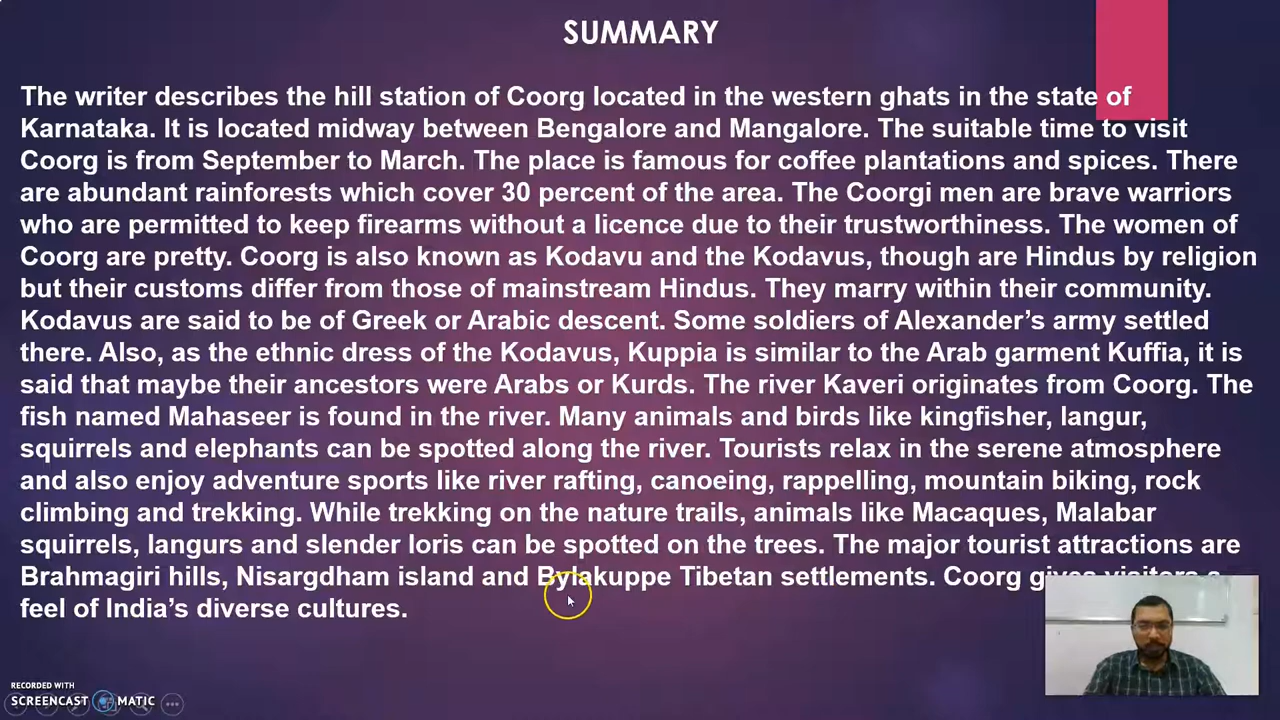 SUMMARY
The writer describes the hill station of Coorg located in the western ghats in the state of
Karnataka. It is located midway between Bengalore and Mangalore. The suitable time to visit
Coorg is from September to March. The place is famous for coffee plantations and spices. There
are abundant rainforests which cover 30 percent of the area. The Coorgi men are brave warriors
who are permitted to keep firearms without a licence due to their trustworthiness. The women of
Coorg are pretty. Coorg is also known as Kodavu and the Kodavus, though are Hindus by religion
but their customs differ from those of mainstream Hindus. They marry within their community.
Kodavus are said to be of Greek or Arabic descent. Some soldiers of Alexander’s army settled
there. Also, as the ethnic dress of the Kodavus, Kuppia is similar to the Arab garment Kuffia, it is
said that maybe their ancestors were Arabs or Kurds. The river Kaveri originates from Coorg. The
fish named Mahaseer is found in the river. Many animals and birds like kingfisher, langur,
squirrels and elephants can be spotted along the river. Tourists relax in the serene atmosphere
and also enjoy adventure sports like river rafting, canoeing, rappelling, mountain biking, rock
climbing and trekking. While trekking on the nature trails, animals like Macaques, Malabar
squirrels, langurs and slender loris can be spotted on the trees. The major tourist attractions are
Brahmagiri hills, Nisargdham island and Bylakuppe Tibetan settlements. Coorg gives visitors a
feel of India’s diverse cultures.
RECORDED WITH
SCREENCAST MATIC